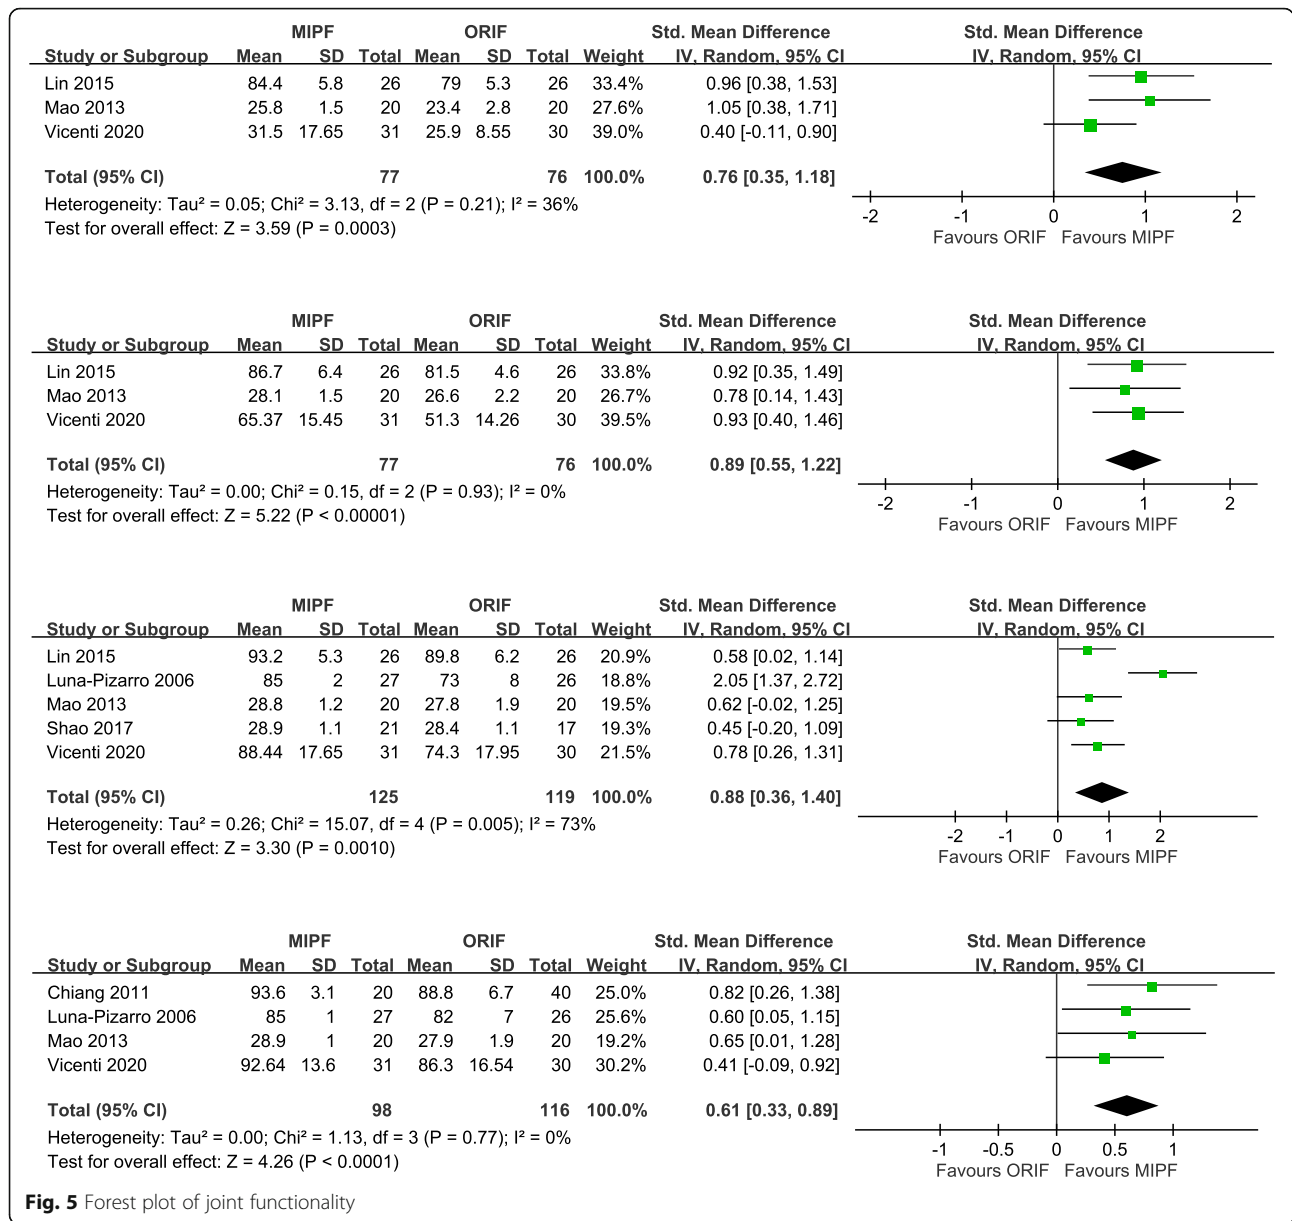 MIPF ORIF Std. Mean Difference Std. Mean Difference
Study or Subgroup Mean SD Total Mean SD Total Weight IV, Random, 95% CI IV, Random, 95% CI
Lin 2015 84.4 5.8 26 79 5.3 26 33.4% 0.96 [0.38, 1.53]
Mao 2013 25.8 1.5 20 23.4 2.8 20 27.6% 1.05 [0.38, 1.71]
Vicenti 2020 31.5 17.65 31 25.9 8.55 30 39.0% 0.40 [-0.11, 0.90]
Total (95% CI) 77 76 100.0% 0.76 [0.35, 1.18]
Heterogeneity: Tau² = 0.05; Chi² = 3.13, df = 2 (P = 0.21); I² = 36%
Test for overall effect: Z = 3.59 (P = 0.0003)
-2 -1 0 1 2
Favours ORIF Favours MIPF
MIPF ORIF Std. Mean Difference Std. Mean Difference
Study or Subgroup Mean SD Total Mean SD Total Weight IV, Random, 95% CI IV, Random, 95% CI
Lin 2015 86.7 6.4 26 81.5 4.6 26 33.8% 0.92 [0.35, 1.49]
Mao 2013 28.1 1.5 20 26.6 2.2 20 26.7% 0.78 [0.14, 1.43]
Vicenti 2020 65.37 15.45 31 51.3 14.26 30 39.5% 0.93 [0.40, 1.46]
Total (95% CI) 77 76 100.0% 0.89 [0.55, 1.22]
Heterogeneity: Tau² = 0.00; Chi² = 0.15, df = 2 (P = 0.93); I² = 0%
Test for overall effect: Z = 5.22 (P < 0.00001)
-2 -1 0 1 2
Favours ORIF Favours MIPF
MIPF ORIF Std. Mean Difference Std. Mean Difference
Study or Subgroup Mean SD Total Mean SD Total Weight IV, Random, 95% CI IV, Random, 95% CI
Lin 2015 93.2 5.3 26 89.8 6.2 26 20.9% 0.58 [0.02, 1.14]
Luna-Pizarro 2006 85 2 27 73 8 26 18.8% 2.05 [1.37, 2.72]
Mao 2013 28.8 1.2 20 27.8 1.9 20 19.5% 0.62 [-0.02, 1.25]
Shao 2017 28.9 1.1 21 28.4 1.1 17 19.3% 0.45 [-0.20, 1.09]
Vicenti 2020 88.44 17.65 31 74.3 17.95 30 21.5% 0.78 [0.26, 1.31]
Total (95% CI) 125 119 100.0% 0.88 [0.36, 1.40]
Heterogeneity: Tau² = 0.26; Chi² = 15.07, df = 4 (P = 0.005); I² = 73%
Test for overall effect: Z = 3.30 (P = 0.0010)
-2 -1 0 1 2
Favours ORIF Favours MIPF
MIPF ORIF Std. Mean Difference Std. Mean Difference
Study or Subgroup Mean SD Total Mean SD Total Weight IV, Random, 95% CI IV, Random, 95% CI
Chiang 2011 93.6 3.1 20 88.8 6.7 40 25.0% 0.82 [0.26, 1.38]
Luna-Pizarro 2006 85 1 27 82 7 26 25.6% 0.60 [0.05, 1.15]
Mao 2013 28.9 1 20 27.9 1.9 20 19.2% 0.65 [0.01, 1.28]
Vicenti 2020 92.64 13.6 31 86.3 16.54 30 30.2% 0.41 [-0.09, 0.92]
Total (95% CI) 98 116 100.0% 0.61 [0.33, 0.89]
Heterogeneity: Tau² = 0.00; Chi² = 1.13, df = 3 (P = 0.77); I² = 0%
Test for overall effect: Z = 4.26 (P < 0.0001)
-1 -0.5 0 0.5 1
Favours ORIF Favours MIPF
Fig. 5 Forest plot of joint functionality